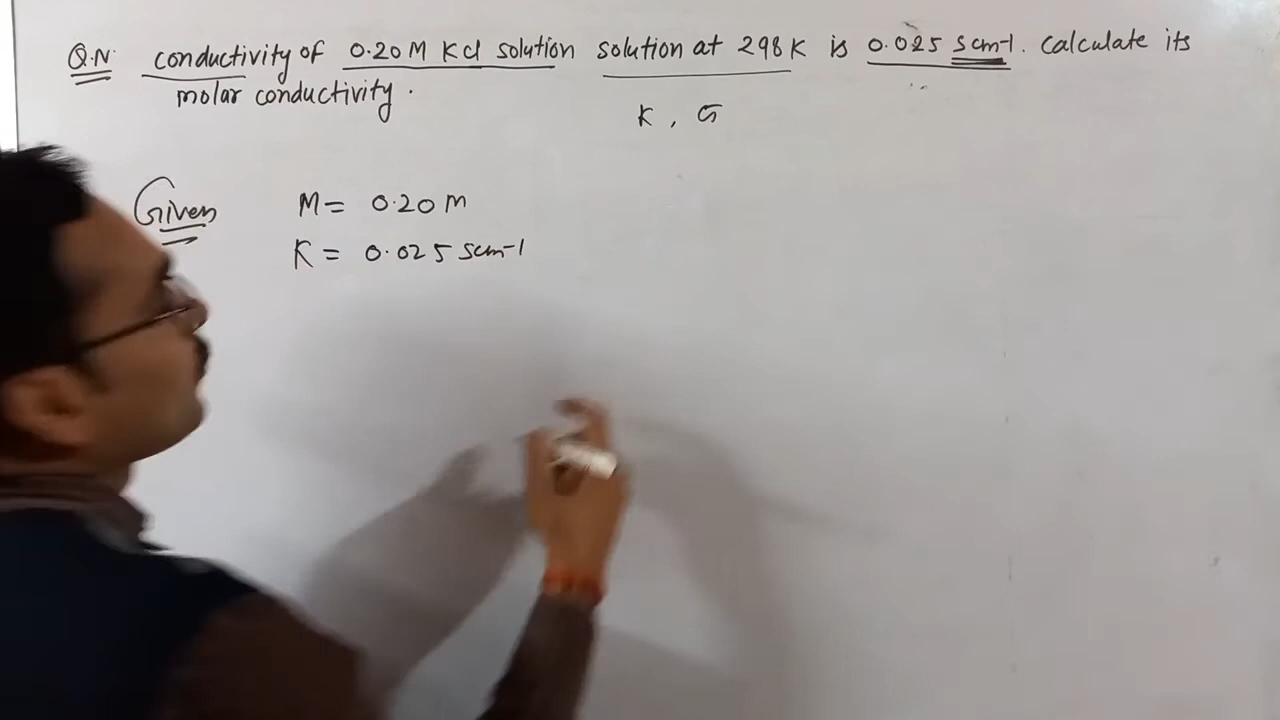 Q.N. conductivity of 0.20 M KCl solution solution at 298 K is 0.025 S cm-1. Calculate its
molar conductivity.
K, G
Given
M = 0.20 M
K = 0.025 Scm-1